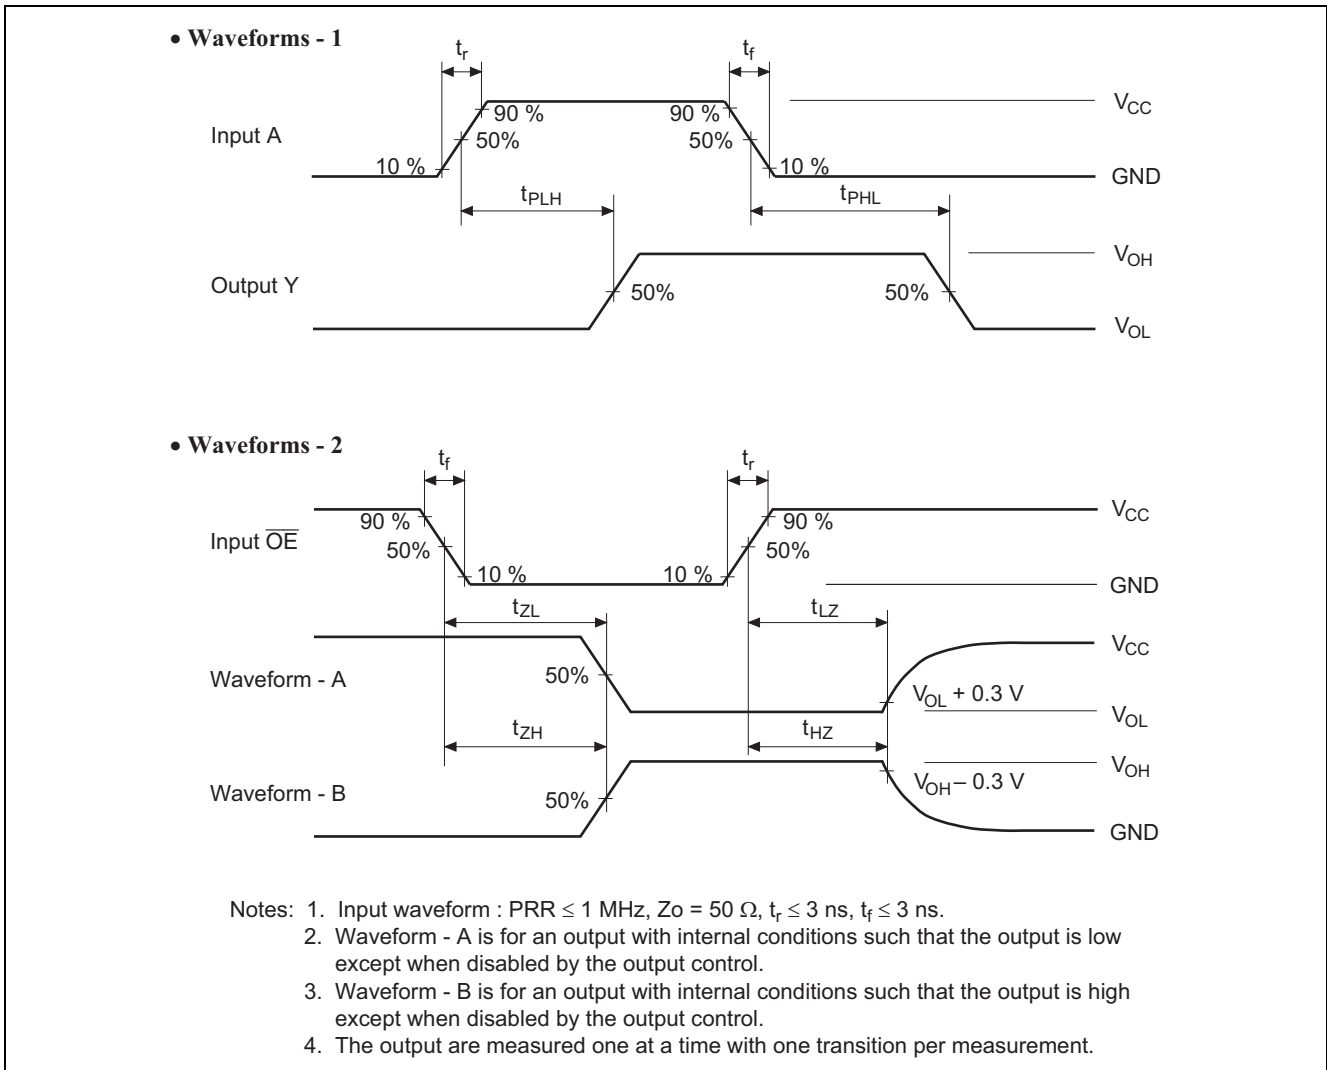 • Waveforms - 1
tr
tf
VCC
90 %
90 %
Input A
50%
50%
10 %
10 %
GND
tPLH
tPHL
VOH
Output Y
50%
50%
VOL
• Waveforms - 2
tf
tr
VCC
90 %
90 %
Input O̅E̅
50%
50%
10 %
10 %
GND
tZL
tLZ
VCC
Waveform - A
50%
VOL + 0.3 V
VOL
tZH
tHZ
VOH
VOH – 0.3 V
Waveform - B
50%
GND
Notes: 1. Input waveform : PRR ≤ 1 MHz, Zo = 50 Ω, tr ≤ 3 ns, tf ≤ 3 ns.
2. Waveform - A is for an output with internal conditions such that the output is low
except when disabled by the output control.
3. Waveform - B is for an output with internal conditions such that the output is high
except when disabled by the output control.
4. The output are measured one at a time with one transition per measurement.